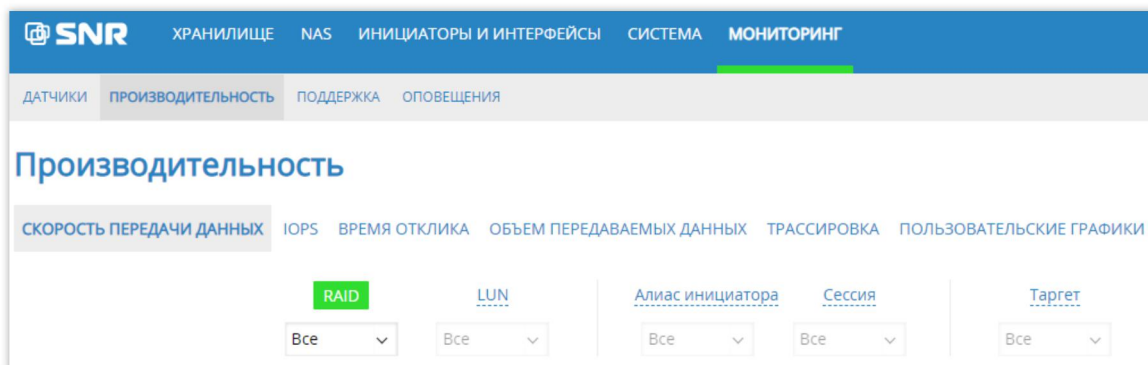 SNR ХРАНИЛИЩЕ NAS ИНИЦИАТОРЫ И ИНТЕРФЕЙСЫ СИСТЕМА МОНИТОРИНГ
ДАТЧИКИ ПРОИЗВОДИТЕЛЬНОСТЬ ПОДДЕРЖКА ОПОВЕЩЕНИЯ
Производительность
СКОРОСТЬ ПЕРЕДАЧИ ДАННЫХ IOPS ВРЕМЯ ОТКЛИКА ОБЪЕМ ПЕРЕДАВАЕМЫХ ДАННЫХ ТРАССИРОВКА ПОЛЬЗОВАТЕЛЬСКИЕ ГРАФИКИ
RAID LUN Алиас инициатора Сессия Таргет
Все Все Все Все Все